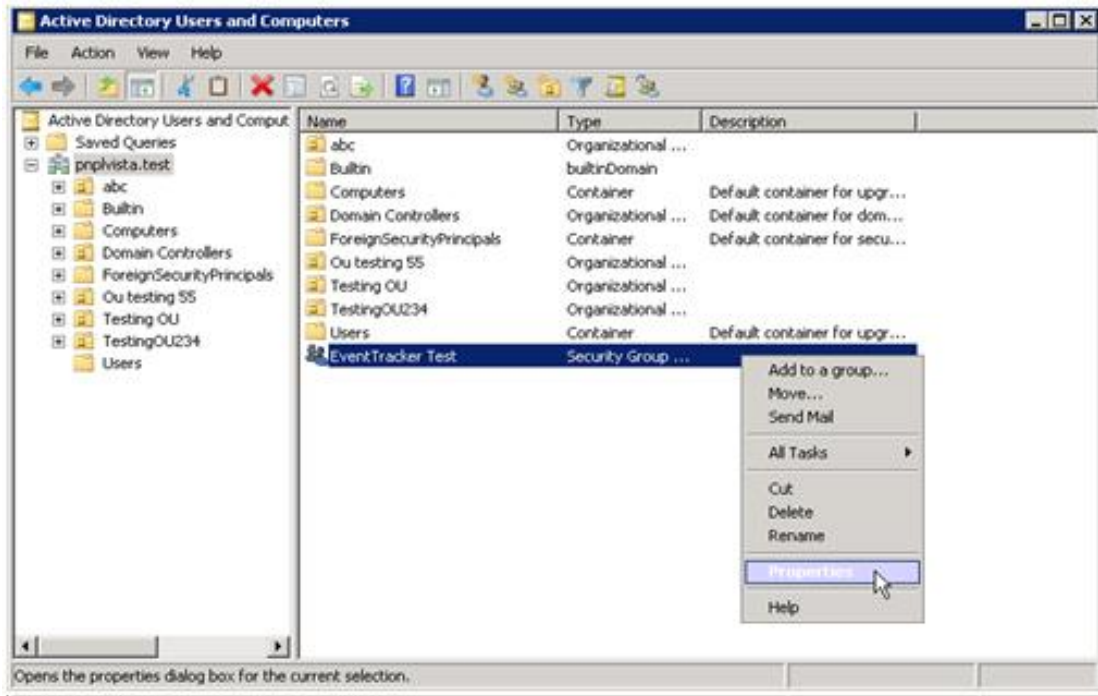 Active Directory Users and Computers
File Action View Help
Active Directory Users and Comput
Saved Queries
pnplvista.test
abc
Builtin
Computers
Domain Controllers
ForeignSecurityPrincipals
Ou testing 55
Testing OU
TestingOU234
Users
Name Type Description
abc Organizational ...
Builtin builtinDomain
Computers Container Default container for upgr...
Domain Controllers Organizational ... Default container for dom...
ForeignSecurityPrincipals Container Default container for secu...
Ou testing 55 Organizational ...
Testing OU Organizational ...
TestingOU234 Organizational ...
Users Container Default container for upgr...
EventTracker Test Security Group ...
Add to a group...
Move...
Send Mail
All Tasks
Cut
Delete
Rename
Properties
Help
Opens the properties dialog box for the current selection.